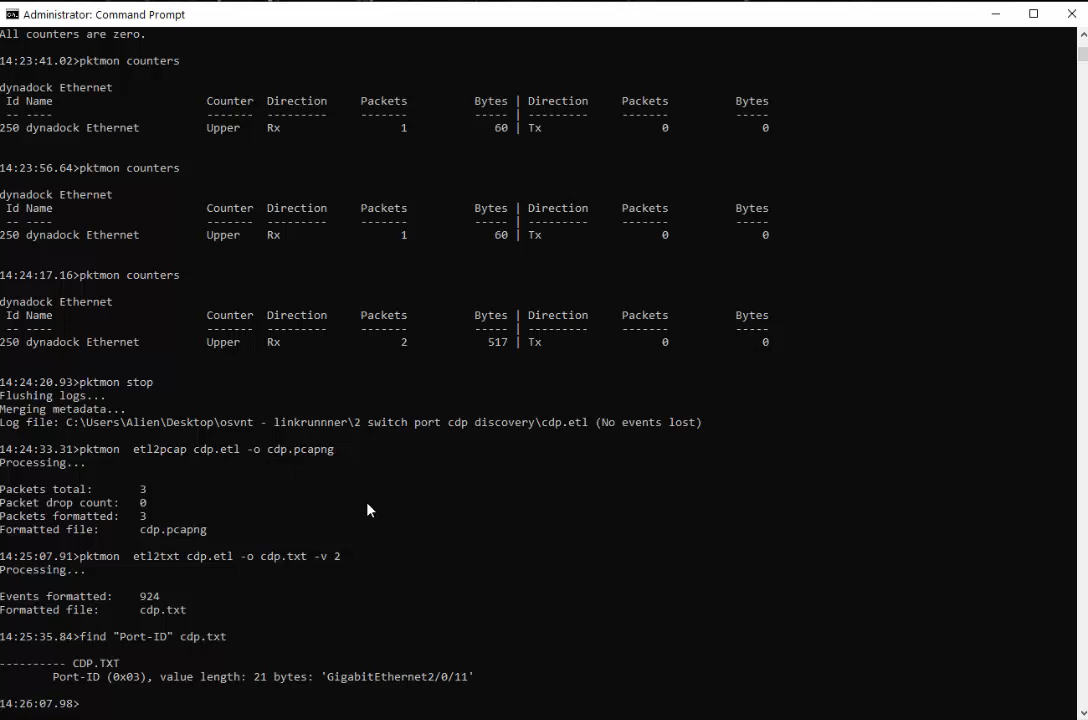 Administrator: Command Prompt
All counters are zero.
14:23:41.02>pktmon counters
dynadock Ethernet
 Id Name                Counter  Direction     Packets          Bytes | Direction     Packets          Bytes
 -- ----                -------  ---------     -------          ----- | ---------     -------          -----
250 dynadock Ethernet   Upper    Rx                  1             60 | Tx                  0              0
14:23:56.64>pktmon counters
dynadock Ethernet
 Id Name                Counter  Direction     Packets          Bytes | Direction     Packets          Bytes
 -- ----                -------  ---------     -------          ----- | ---------     -------          -----
250 dynadock Ethernet   Upper    Rx                  1             60 | Tx                  0              0
14:24:17.16>pktmon counters
dynadock Ethernet
 Id Name                Counter  Direction     Packets          Bytes | Direction     Packets          Bytes
 -- ----                -------  ---------     -------          ----- | ---------     -------          -----
250 dynadock Ethernet   Upper    Rx                  2            517 | Tx                  0              0
14:24:20.93>pktmon stop
Flushing logs...
Merging metadata...
Log file: C:\Users\Alien\Desktop\osvnt - linkrunnner\2 switch port cdp discovery\cdp.etl (No events lost)
14:24:33.31>pktmon  etl2pcap cdp.etl -o cdp.pcapng
Processing...
Packets total:       3
Packet drop count:   0
Packets formatted:   3
Formatted file:      cdp.pcapng
14:25:07.91>pktmon  etl2txt cdp.etl -o cdp.txt -v 2
Processing...
Events formatted:    924
Formatted file:      cdp.txt
14:25:35.84>find "Port-ID" cdp.txt
---------- CDP.TXT
        Port-ID (0x03), value length: 21 bytes: 'GigabitEthernet2/0/11'
14:26:07.98>